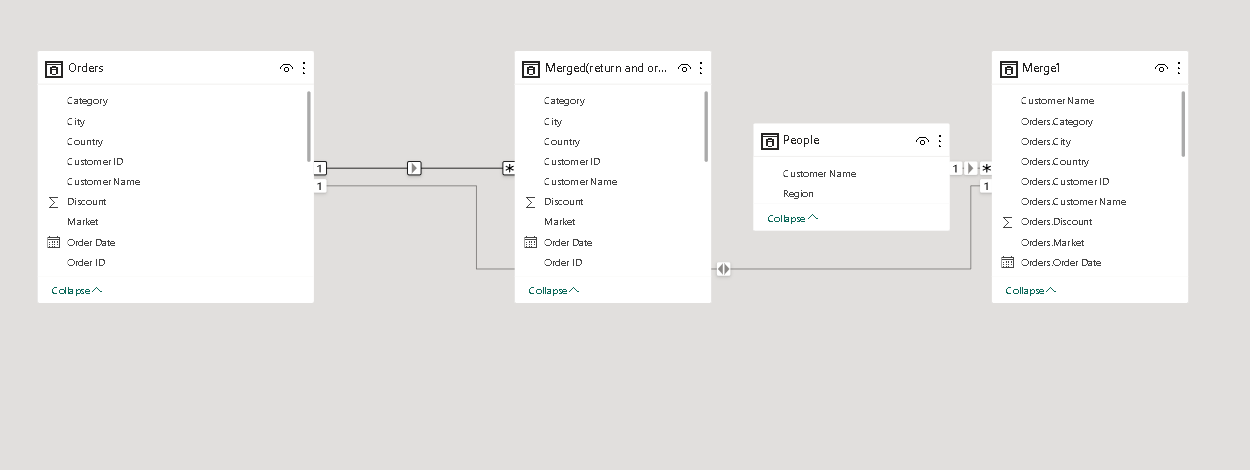 Orders
Category
City
Country
Customer ID
Customer Name
Discount
Market
Order Date
Order ID
Collapse
1
1
*
Merged(return and or...
Category
City
Country
Customer ID
Customer Name
Discount
Market
Order Date
Order ID
Collapse
People
Customer Name
Region
Collapse
1
*
1
Merge1
Customer Name
Orders.Category
Orders.City
Orders.Country
Orders.Customer ID
Orders.Customer Name
Orders.Discount
Orders.Market
Orders.Order Date
Collapse